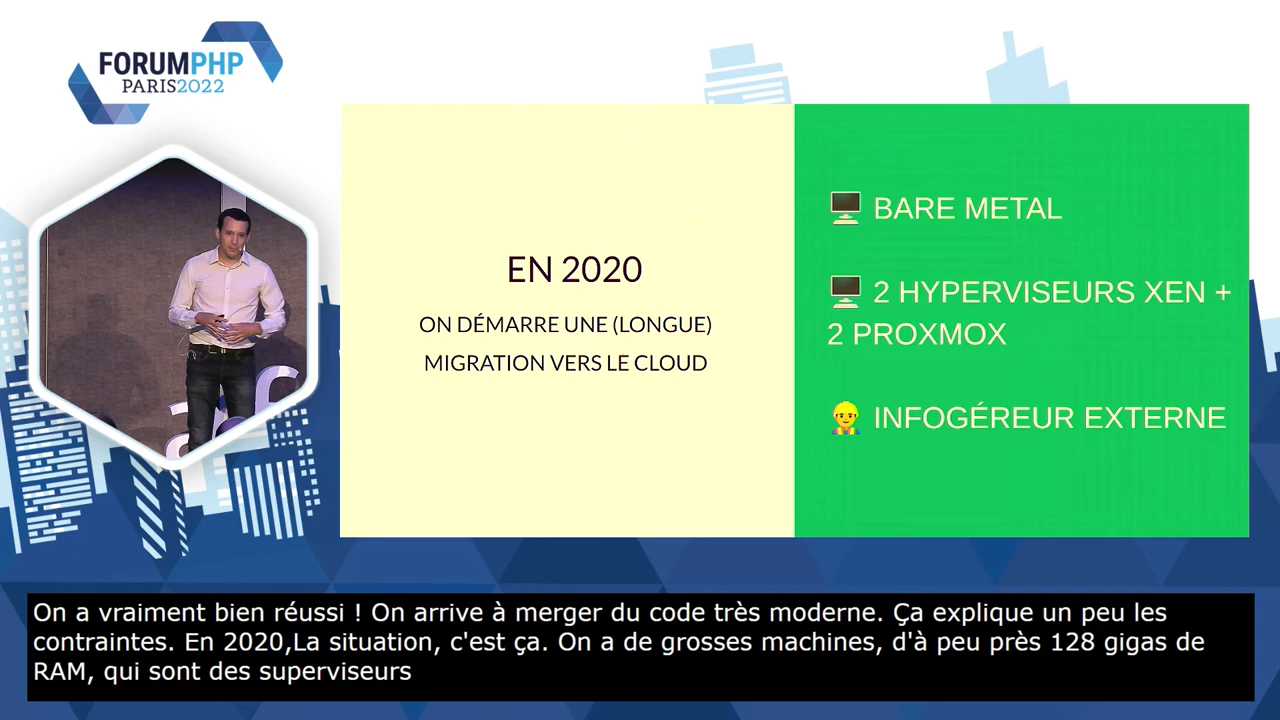 FORUMPHP
PARIS2022
EN 2020
ON DÉMARRE UNE (LONGUE)
MIGRATION VERS LE CLOUD
BARE METAL
2 HYPERVISEURS XEN +
2 PROXMOX
INFOGÉREUR EXTERNE
On a vraiment bien réussi ! On arrive à merger du code très moderne. Ça explique un peu les
contraintes. En 2020,La situation, c'est ça. On a de grosses machines, d'à peu près 128 gigas de
RAM, qui sont des superviseurs